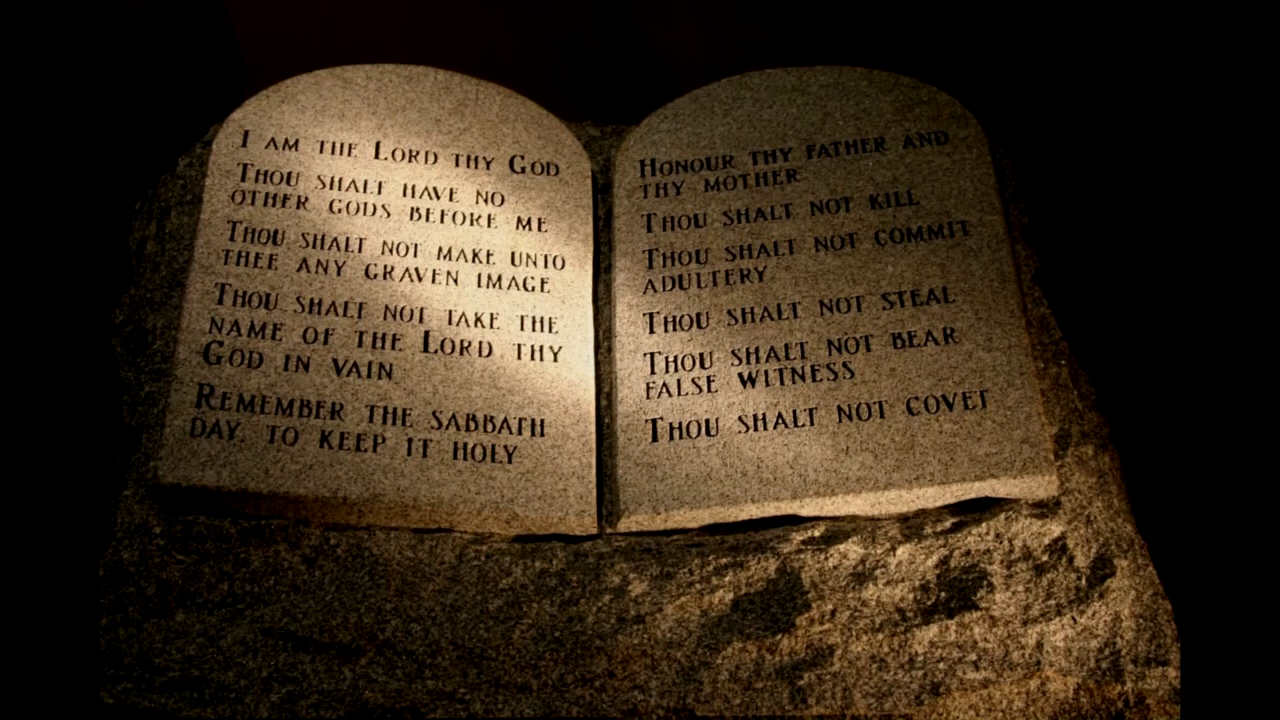 I AM THE LORD THY GOD
THOU SHALT HAVE NO
OTHER GODS BEFORE ME
THOU SHALT NOT MAKE UNTO
THEE ANY GRAVEN IMAGE
THOU SHALT NOT TAKE THE
NAME OF THE LORD THY
GOD IN VAIN
REMEMBER THE SABBATH
DAY, TO KEEP IT HOLY
HONOUR THY FATHER AND
THY MOTHER
THOU SHALT NOT KILL
THOU SHALT NOT COMMIT
ADULTERY
THOU SHALT NOT STEAL
THOU SHALT NOT BEAR
FALSE WITNESS
THOU SHALT NOT COVET